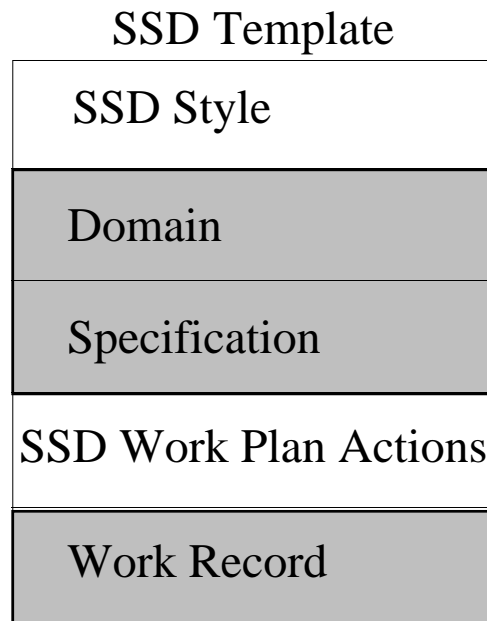 SSD Template
SSD Style
Domain
Specification
SSD Work Plan Actions
Work Record